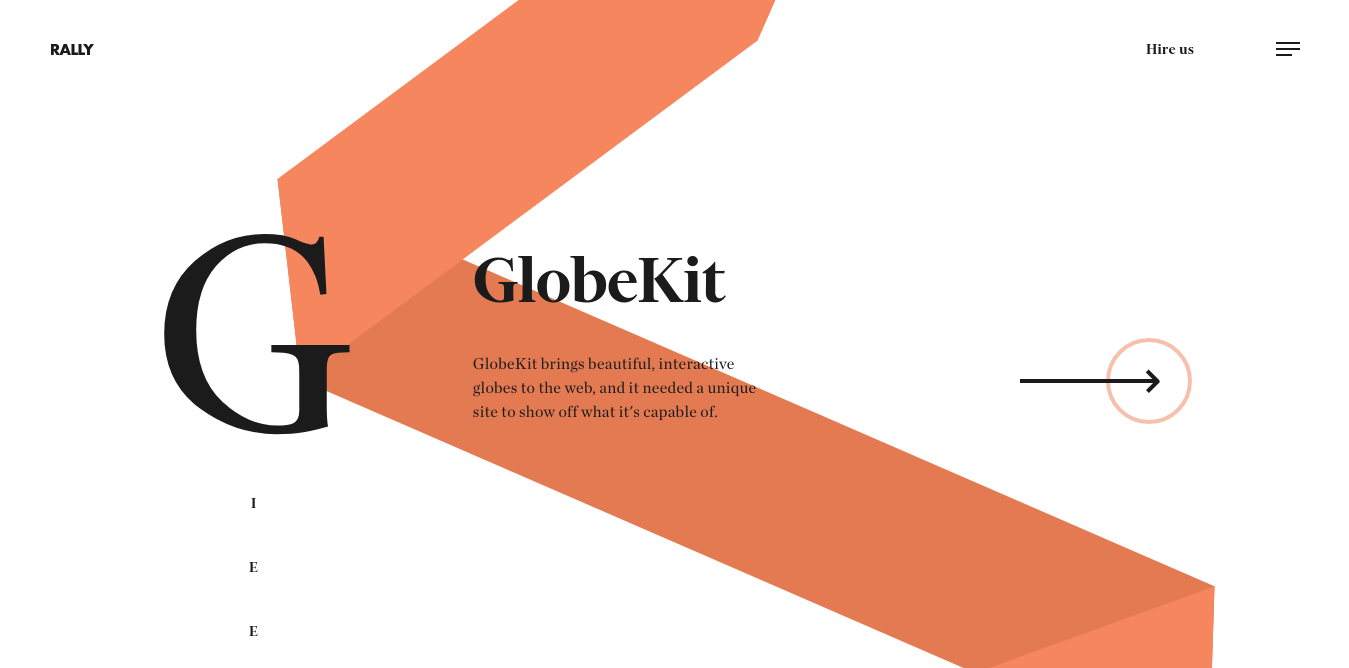 RALLY
Hire us
G
GlobeKit
GlobeKit brings beautiful, interactive
globes to the web, and it needed a unique
site to show off what it's capable of.
I
E
E